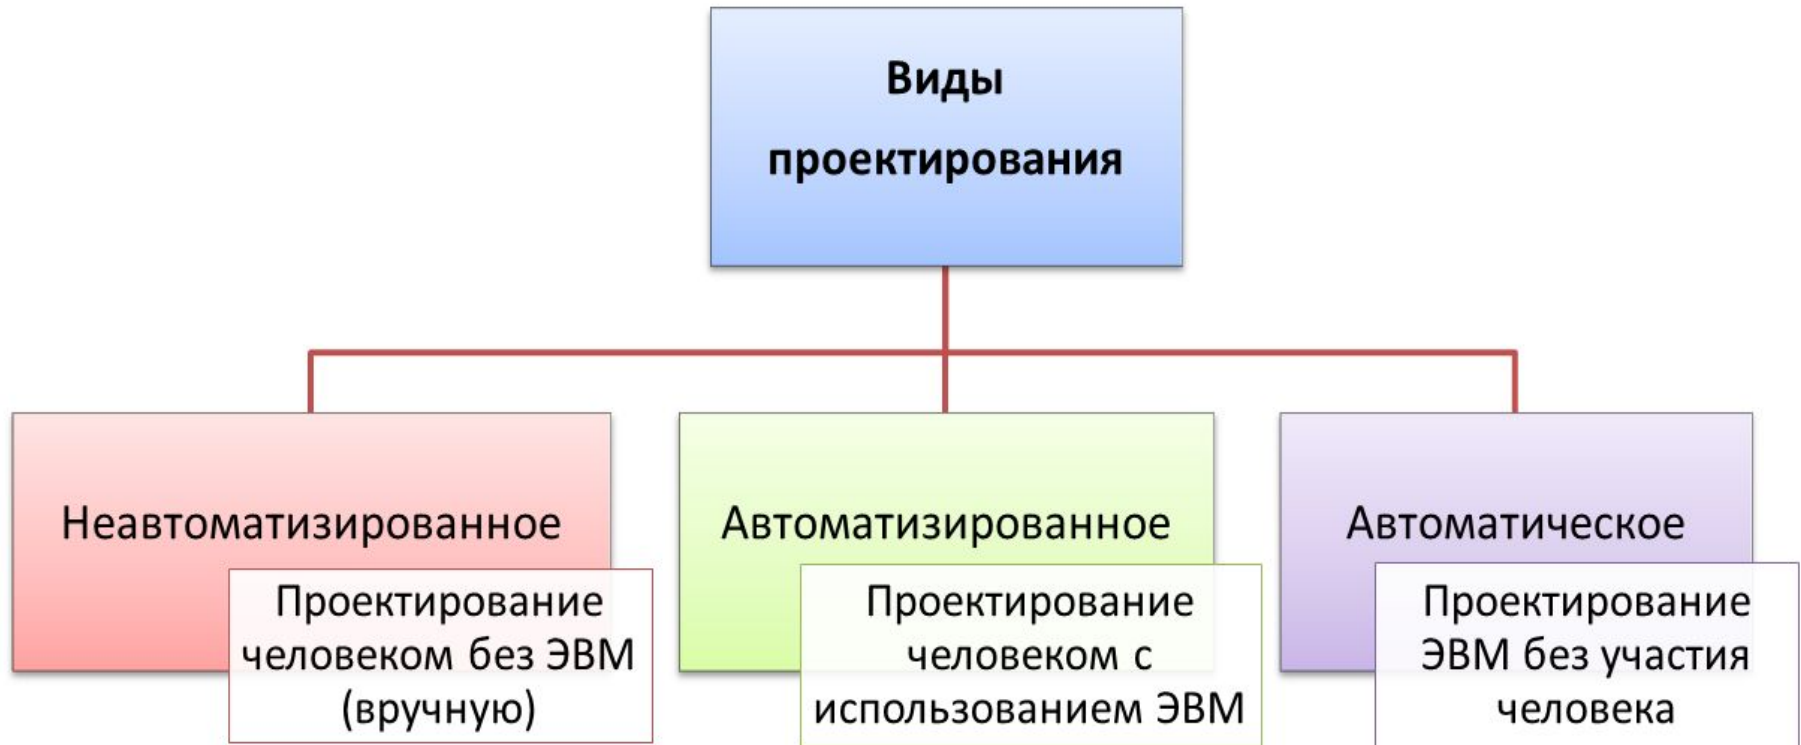 Виды
проектирования
Неавтоматизированное
Проектирование
человеком без ЭВМ
(вручную)
Автоматизированное
Проектирование
человеком с
использованием ЭВМ
Автоматическое
Проектирование
ЭВМ без участия
человека